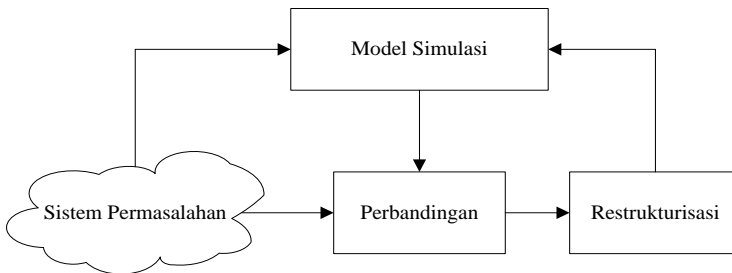 Model Simulasi
Sistem Permasalahan
Perbandingan
Restrukturisasi